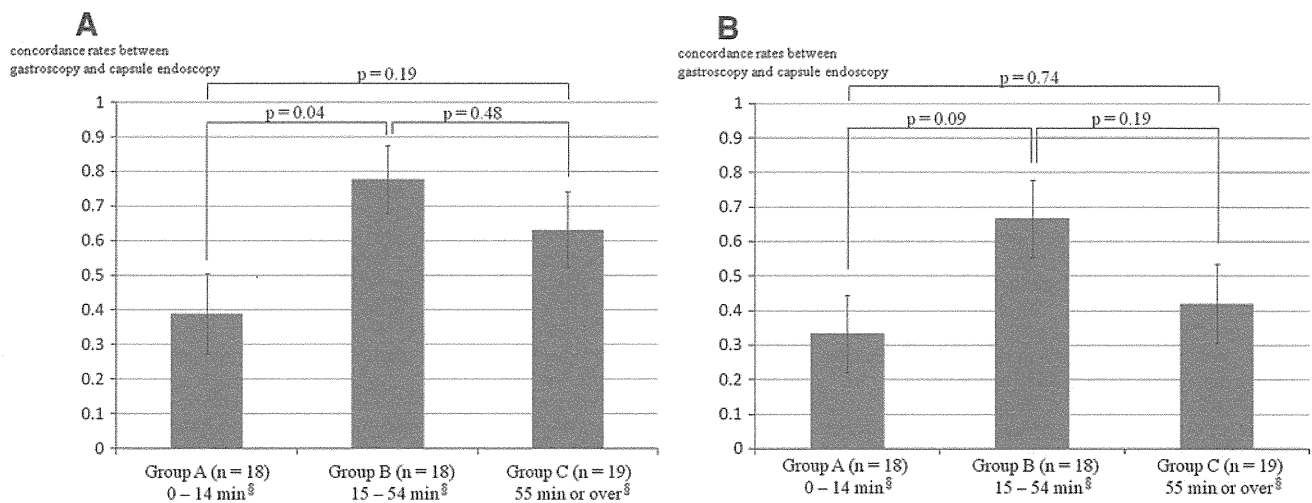 A
concordance rates between
gastroscopy and capsule endoscopy
p = 0.19
p = 0.04
p = 0.48
1
0.9
0.8
0.7
0.6
0.5
0.4
0.3
0.2
0.1
0
Group A (n = 18)
0 – 14 min§
Group B (n = 18)
15 – 54 min§
Group C (n = 19)
55 min or over§
B
concordance rates between
gastroscopy and capsule endoscopy
p = 0.74
p = 0.09
p = 0.19
1
0.9
0.8
0.7
0.6
0.5
0.4
0.3
0.2
0.1
0
Group A (n = 18)
0 – 14 min§
Group B (n = 18)
15 – 54 min§
Group C (n = 19)
55 min or over§